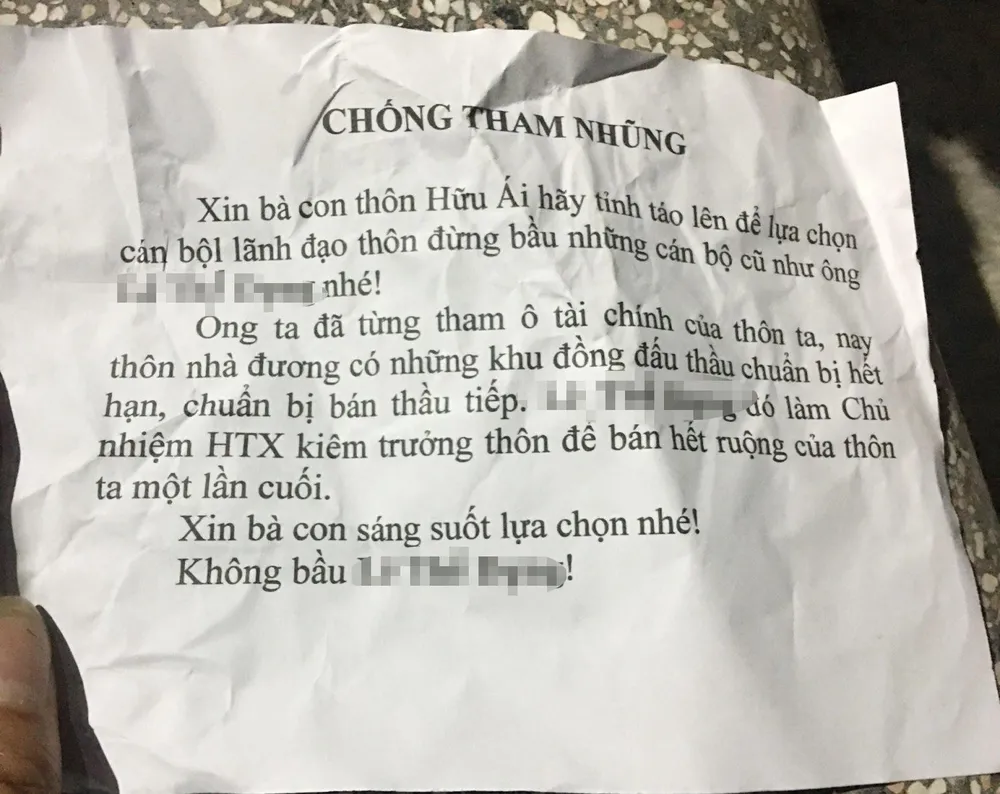 CHỐNG THAM NHŨNG
Xin bà con thôn Hữu Ái hãy tỉnh táo lên để lựa chọn
cán bộl lãnh đạo thôn đừng bầu những cán bộ cũ như ông
nhé!
Ong ta đã từng tham ô tài chính của thôn ta, nay
thôn nhà đương có những khu đồng đấu thầu chuẩn bị hết
hạn, chuẩn bị bán thầu tiếp. đó làm Chủ
nhiệm HTX kiêm trưởng thôn để bán hết ruộng của thôn
ta một lần cuối.
Xin bà con sáng suốt lựa chọn nhé!
Không bầu !